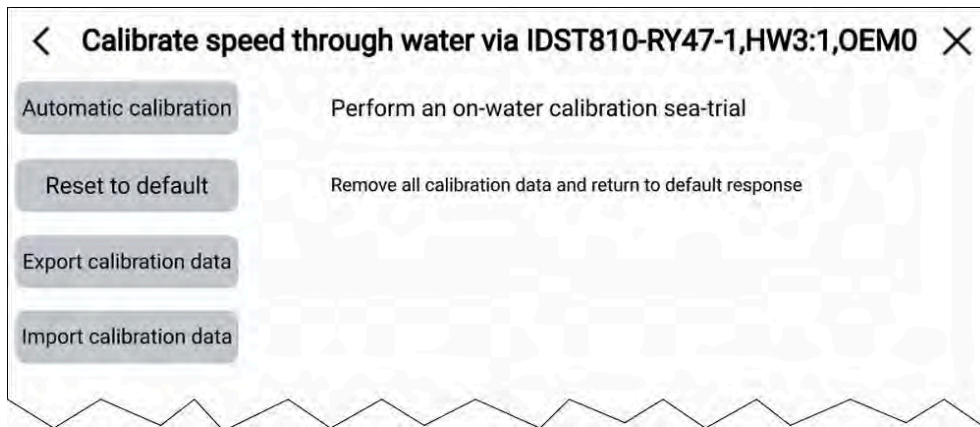 Calibrate speed through water via IDST810-RY47-1,HW3:1,OEM0
Automatic calibration Perform an on-water calibration sea-trial
Reset to default Remove all calibration data and return to default response
Export calibration data
Import calibration data